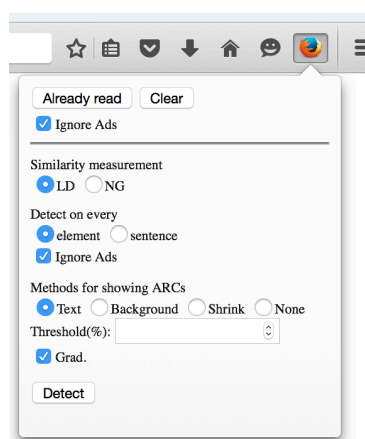 Already read Clear
Ignore Ads
Similarity measurement
LD NG
Detect on every
element sentence
Ignore Ads
Methods for showing ARCs
Text Background Shrink None
Threshold(%):
Grad.
Detect